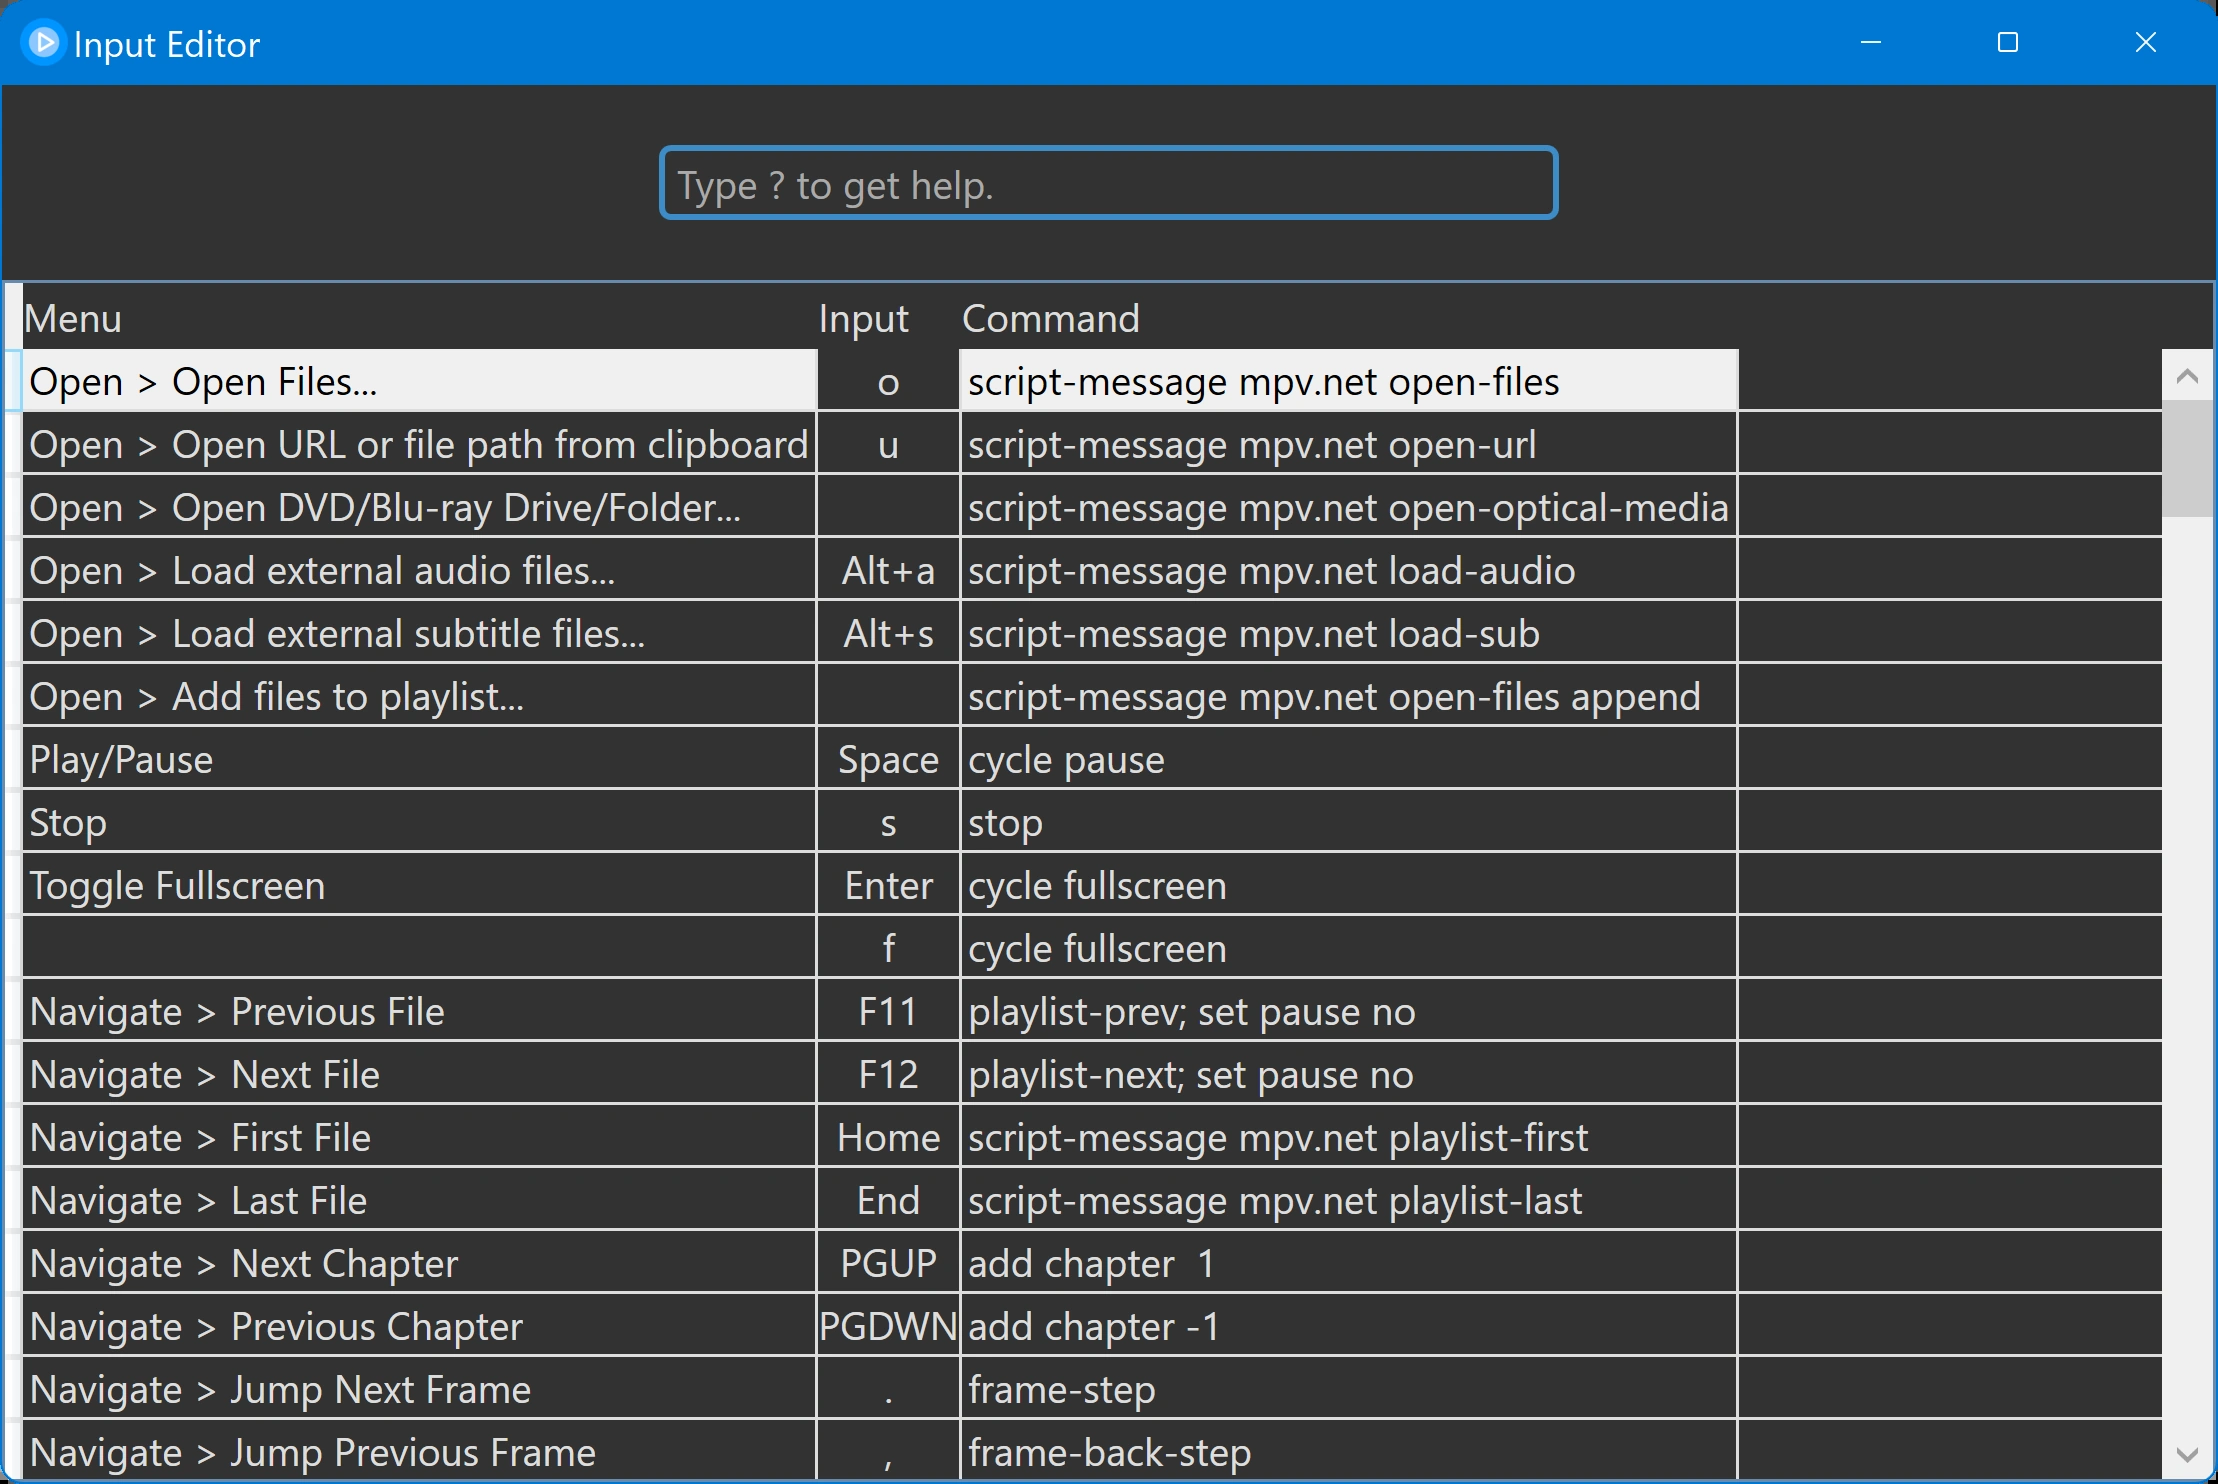 Input Editor
Type ? to get help.
Menu Input Command
Open > Open Files... o script-message mpv.net open-files
Open > Open URL or file path from clipboard u script-message mpv.net open-url
Open > Open DVD/Blu-ray Drive/Folder... script-message mpv.net open-optical-media
Open > Load external audio files... Alt+a script-message mpv.net load-audio
Open > Load external subtitle files... Alt+s script-message mpv.net load-sub
Open > Add files to playlist... script-message mpv.net open-files append
Play/Pause Space cycle pause
Stop s stop
Toggle Fullscreen Enter cycle fullscreen
f cycle fullscreen
Navigate > Previous File F11 playlist-prev; set pause no
Navigate > Next File F12 playlist-next; set pause no
Navigate > First File Home script-message mpv.net playlist-first
Navigate > Last File End script-message mpv.net playlist-last
Navigate > Next Chapter PGUP add chapter  1
Navigate > Previous Chapter PGDWN add chapter -1
Navigate > Jump Next Frame . frame-step
Navigate > Jump Previous Frame , frame-back-step